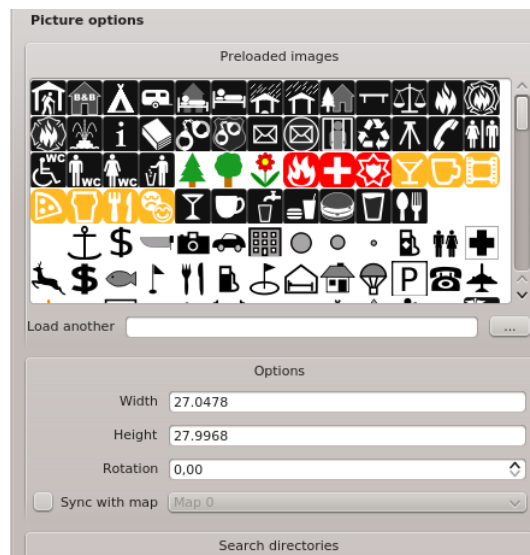 Picture options
Preloaded images
B&B
i
WC
WC WC
$
$ P
Load another ...
Options
Width 27.0478
Height 27.9968
Rotation 0,00
Sync with map Map 0
Search directories